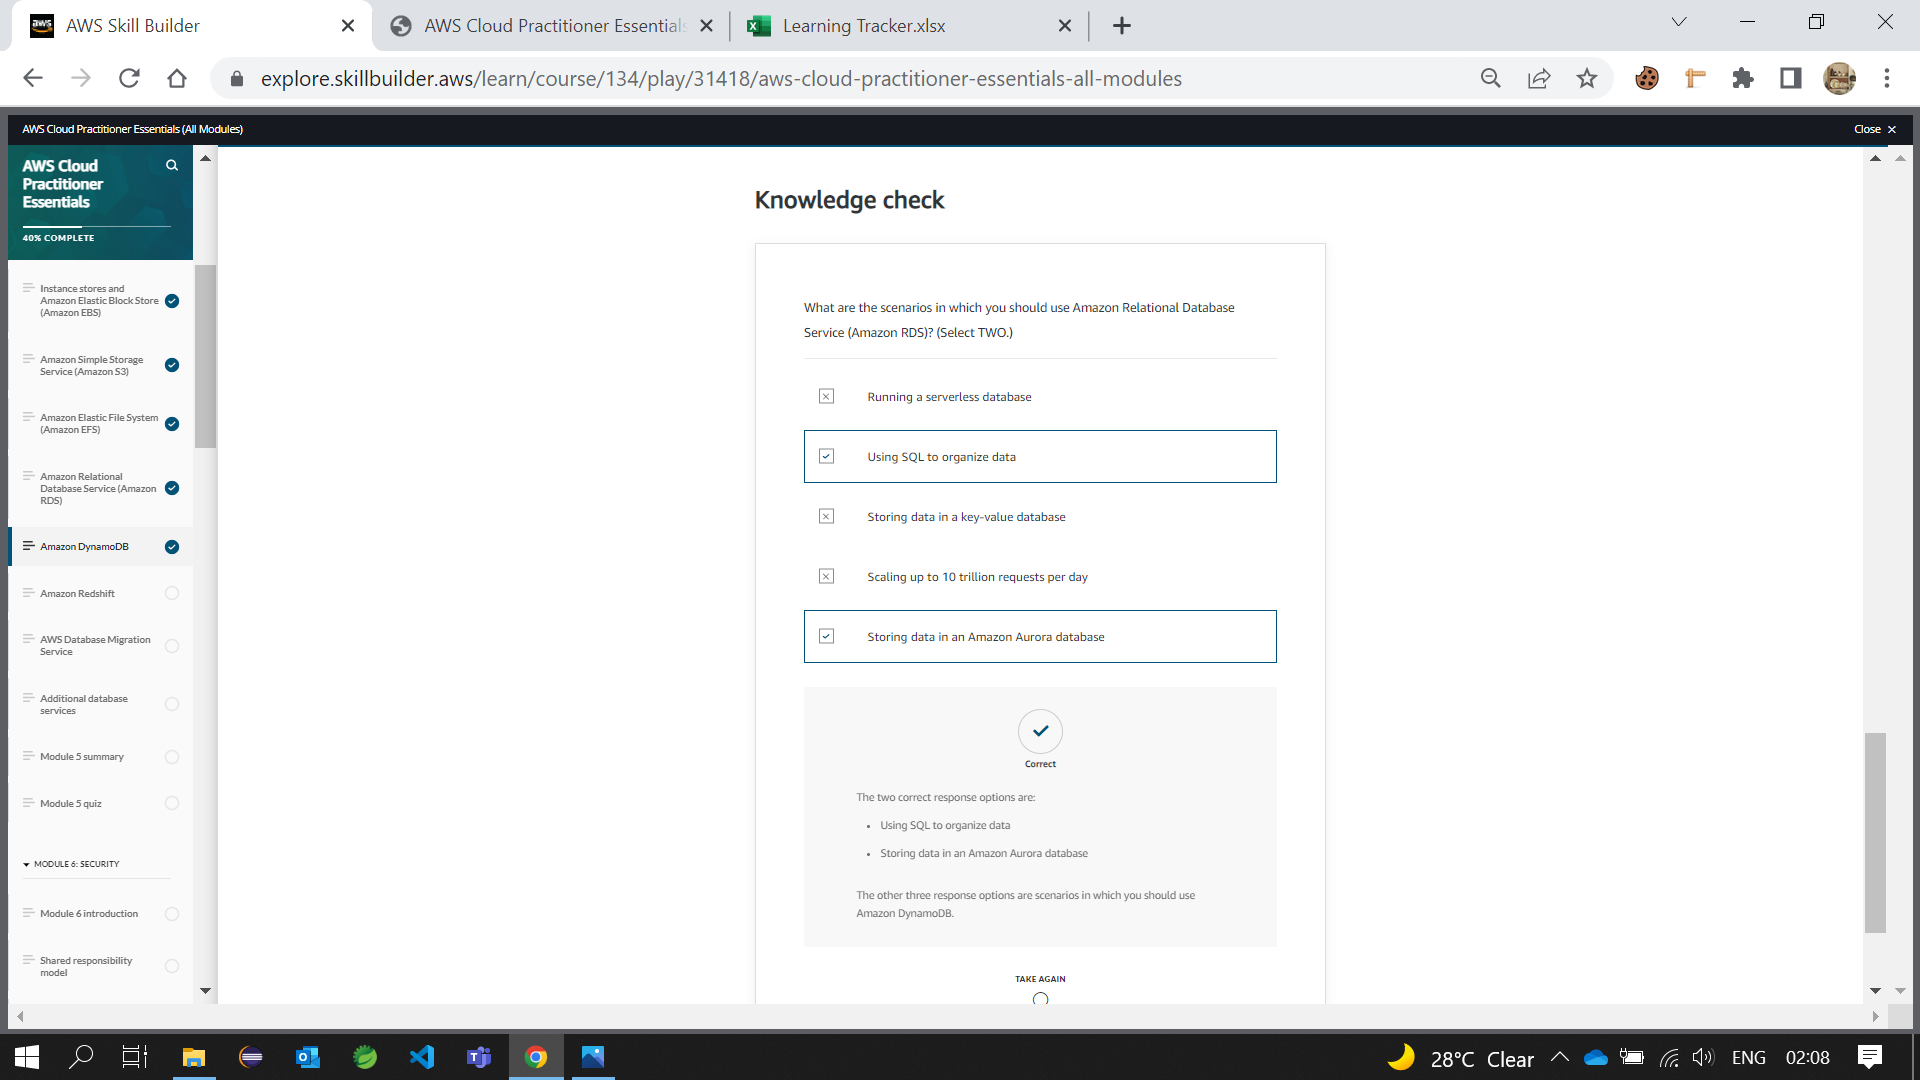 AWS Skill Builder
AWS Cloud Practitioner Essentials
Learning Tracker.xlsx
explore.skillbuilder.aws/learn/course/134/play/31418/aws-cloud-practitioner-essentials-all-modules
AWS Cloud Practitioner Essentials (All Modules)
Close
AWS Cloud
Practitioner
Essentials
40% COMPLETE
Instance stores and
Amazon Elastic Block Store
(Amazon EBS)
Amazon Simple Storage
Service (Amazon S3)
Amazon Elastic File System
(Amazon EFS)
Amazon Relational
Database Service (Amazon
RDS)
Amazon DynamoDB
Amazon Redshift
AWS Database Migration
Service
Additional database
services
Module 5 summary
Module 5 quiz
MODULE 6: SECURITY
Module 6 introduction
Shared responsibility
model
Knowledge check
What are the scenarios in which you should use Amazon Relational Database
Service (Amazon RDS)? (Select TWO.)
Running a serverless database
Using SQL to organize data
Storing data in a key-value database
Scaling up to 10 trillion requests per day
Storing data in an Amazon Aurora database
Correct
The two correct response options are:
• Using SQL to organize data
• Storing data in an Amazon Aurora database
The other three response options are scenarios in which you should use
Amazon DynamoDB.
TAKE AGAIN
28°C Clear
ENG
02:08